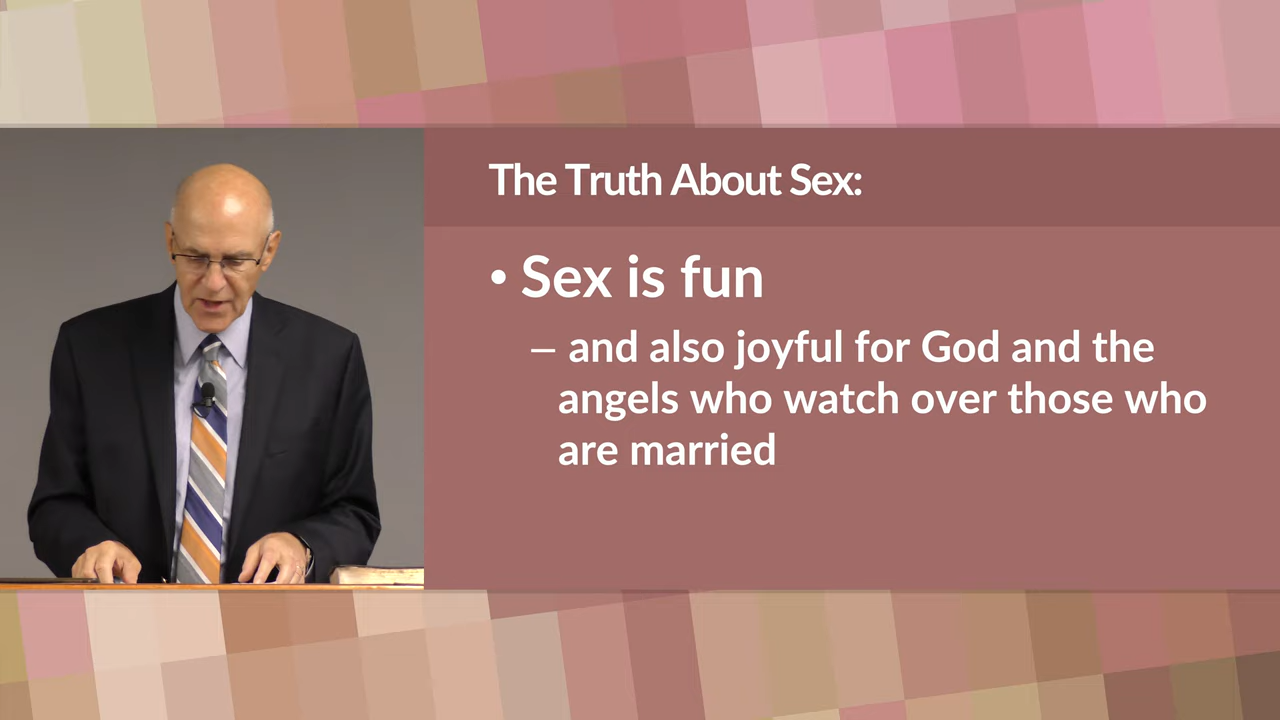 The Truth About Sex:
• Sex is fun
– and also joyful for God and the
angels who watch over those who
are married